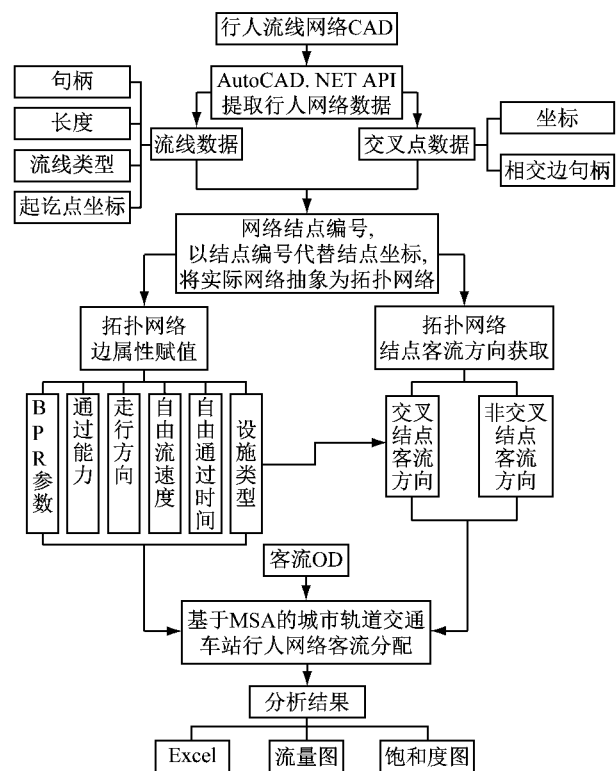 行人流线网络CAD
AutoCAD. NET API
提取行人网络数据
句柄
长度
流线类型
起讫点坐标
流线数据
交叉点数据
坐标
相交边句柄
网络结点编号,
以结点编号代替结点坐标,
将实际网络抽象为拓扑网络
拓扑网络
边属性赋值
拓扑网络
结点客流方向获取
BPR参数
通过能力
走行方向
自由流速度
自由通过时间
设施类型
交叉结点客流方向
非交叉结点客流方向
客流OD
基于MSA的城市轨道交通
车站行人网络客流分配
分析结果
Excel
流量图
饱和度图